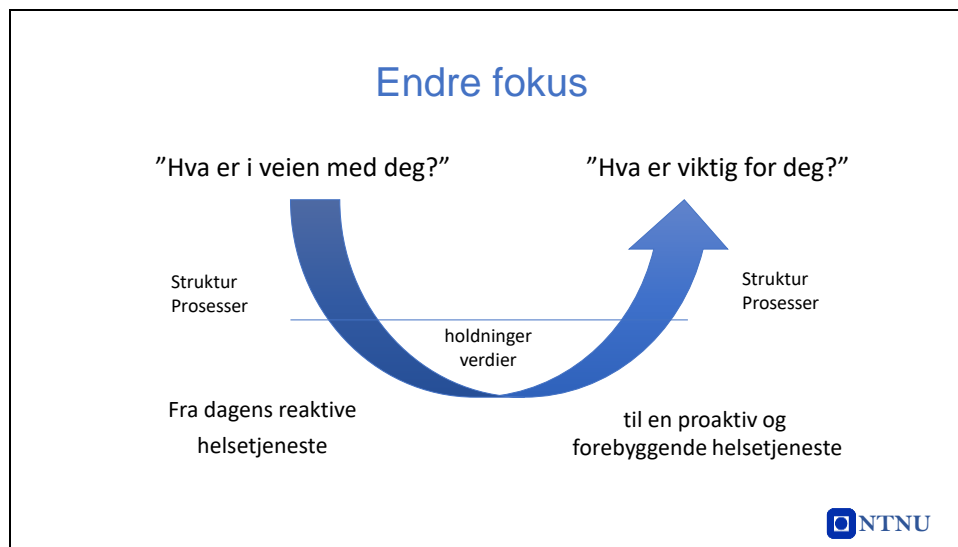 Endre fokus
”Hva er i veien med deg?”
”Hva er viktig for deg?”
Struktur
Prosesser
Struktur
Prosesser
holdninger
verdier
Fra dagens reaktive
helsetjeneste
til en proaktiv og
forebyggende helsetjeneste
NTNU